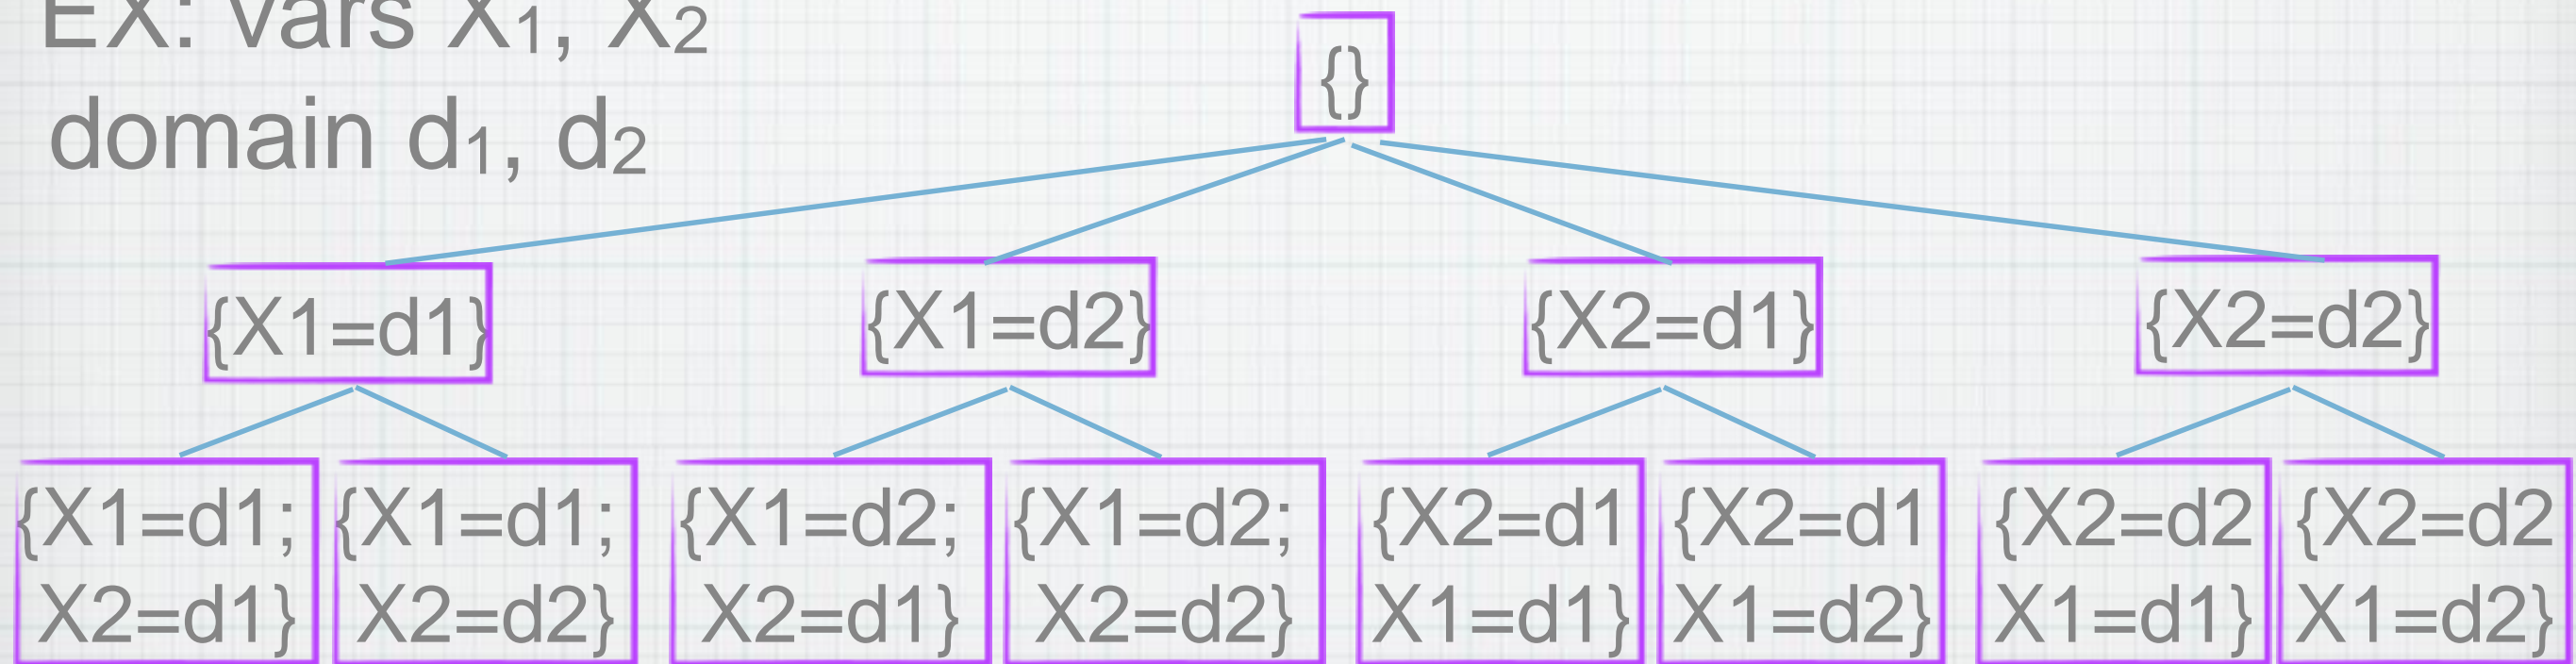 EX: vars X1, X2
domain d1, d2
{}
{X1=d1}
{X1=d2}
{X2=d1}
{X2=d2}
{X1=d1;
X2=d1}
{X1=d1;
X2=d2}
{X1=d2;
X2=d1}
{X1=d2;
X2=d2}
{X2=d1
X1=d1}
{X2=d1
X1=d2}
{X2=d2
X1=d1}
{X2=d2
X1=d2}